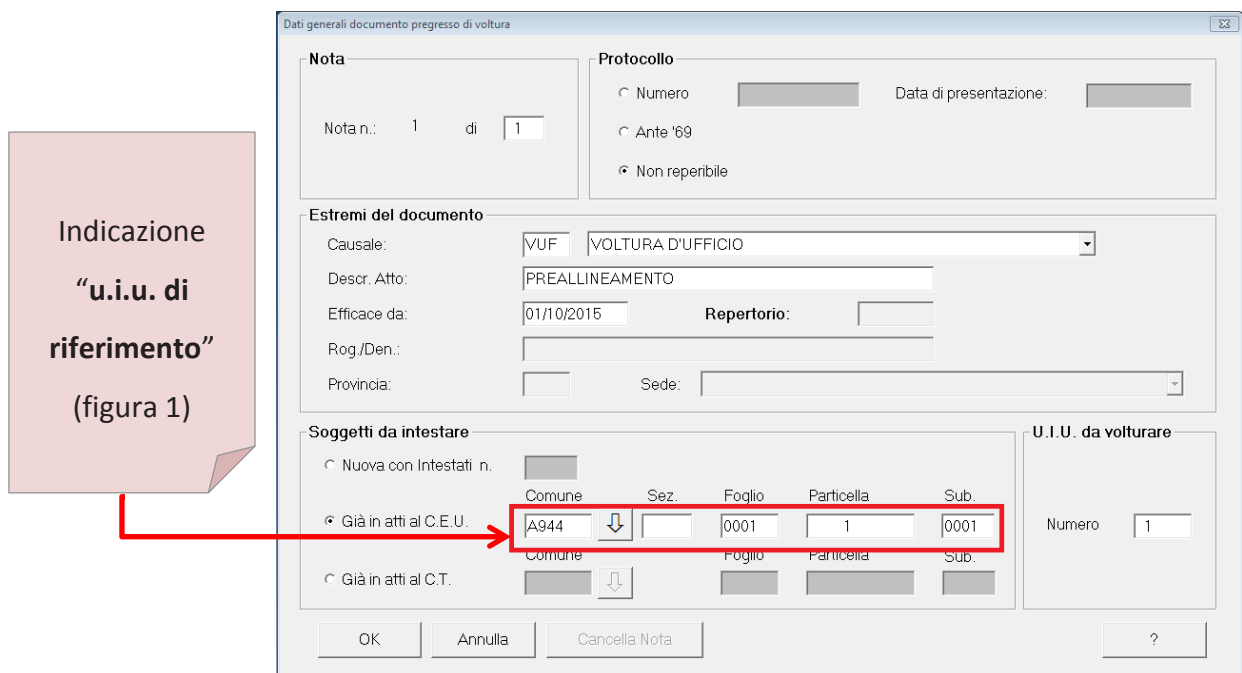 Dati generali documento pregresso di voltura
Indicazione
“u.i.u. di
riferimento”
(figura 1)
Nota
Nota n.: 1 di 1
Protocollo
Numero Data di presentazione:
Ante '69
Non reperibile
Estremi del documento
Causale: VUF VOLTURA D'UFFICIO
Descr. Atto: PREALLINEAMENTO
Efficace da: 01/10/2015 Repertorio:
Rog./Den.:
Provincia: Sede:
Soggetti da intestare
Nuova con Intestati n.
Comune Sez. Foglio Particella Sub.
Già in atti al C.E.U. A944 0001 1 0001
Comune Foglio Particella Sub.
Già in atti al C.T.
U.I.U. da volturare
Numero 1
OK Annulla Cancella Nota ?